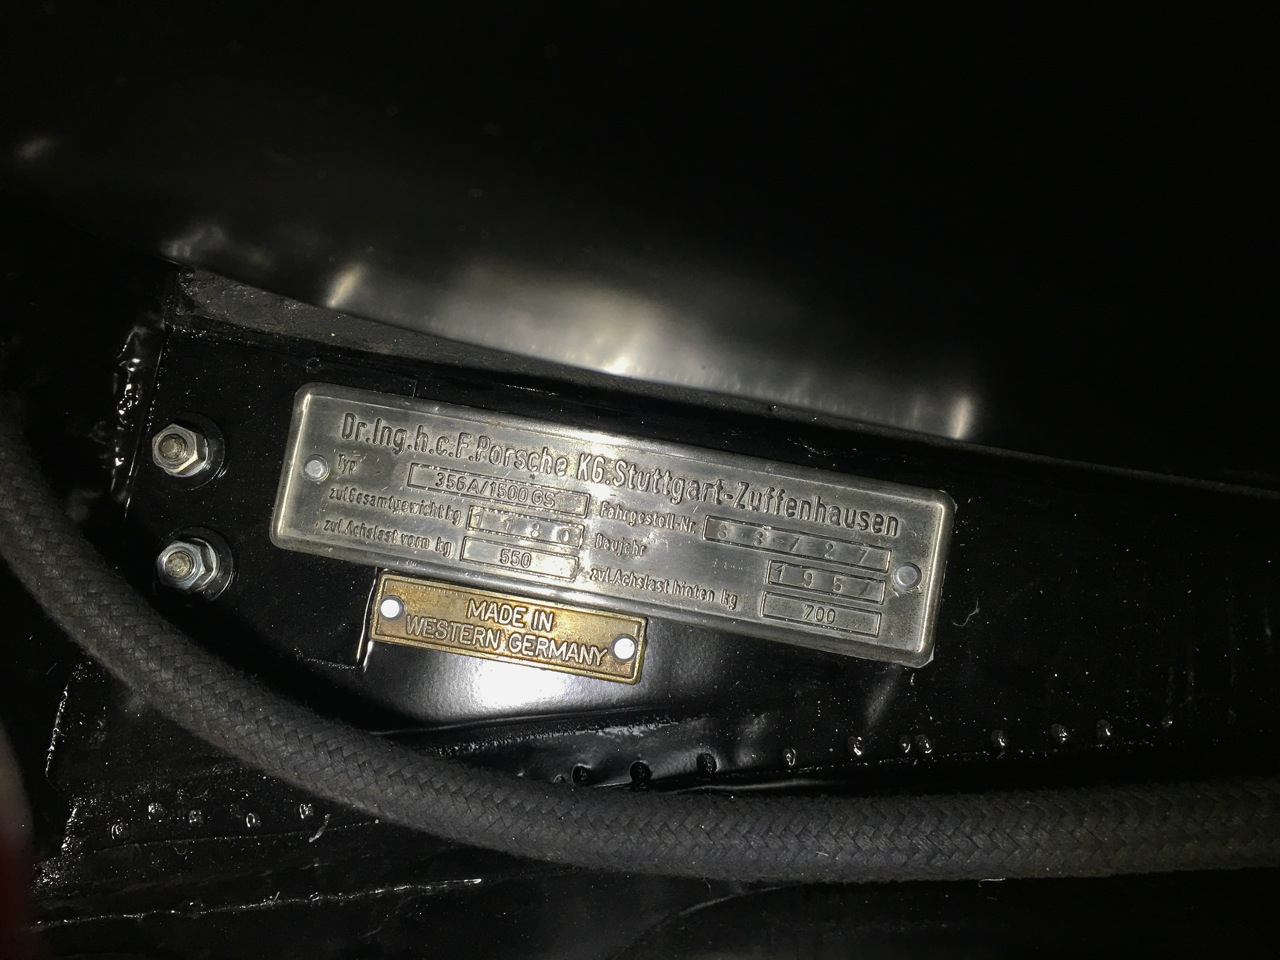 Dr.Ing.h.c.F.Porsche KG.Stuttgart-Zuffenhausen
Typ 356A/1500 GS Fahrgestell-Nr 83727
zul.Gesamtgewicht kg 1180 Baujahr 1957
zul.Achslast vorn kg 550 zul.Achslast hinten kg 700
MADE IN
WESTERN GERMANY